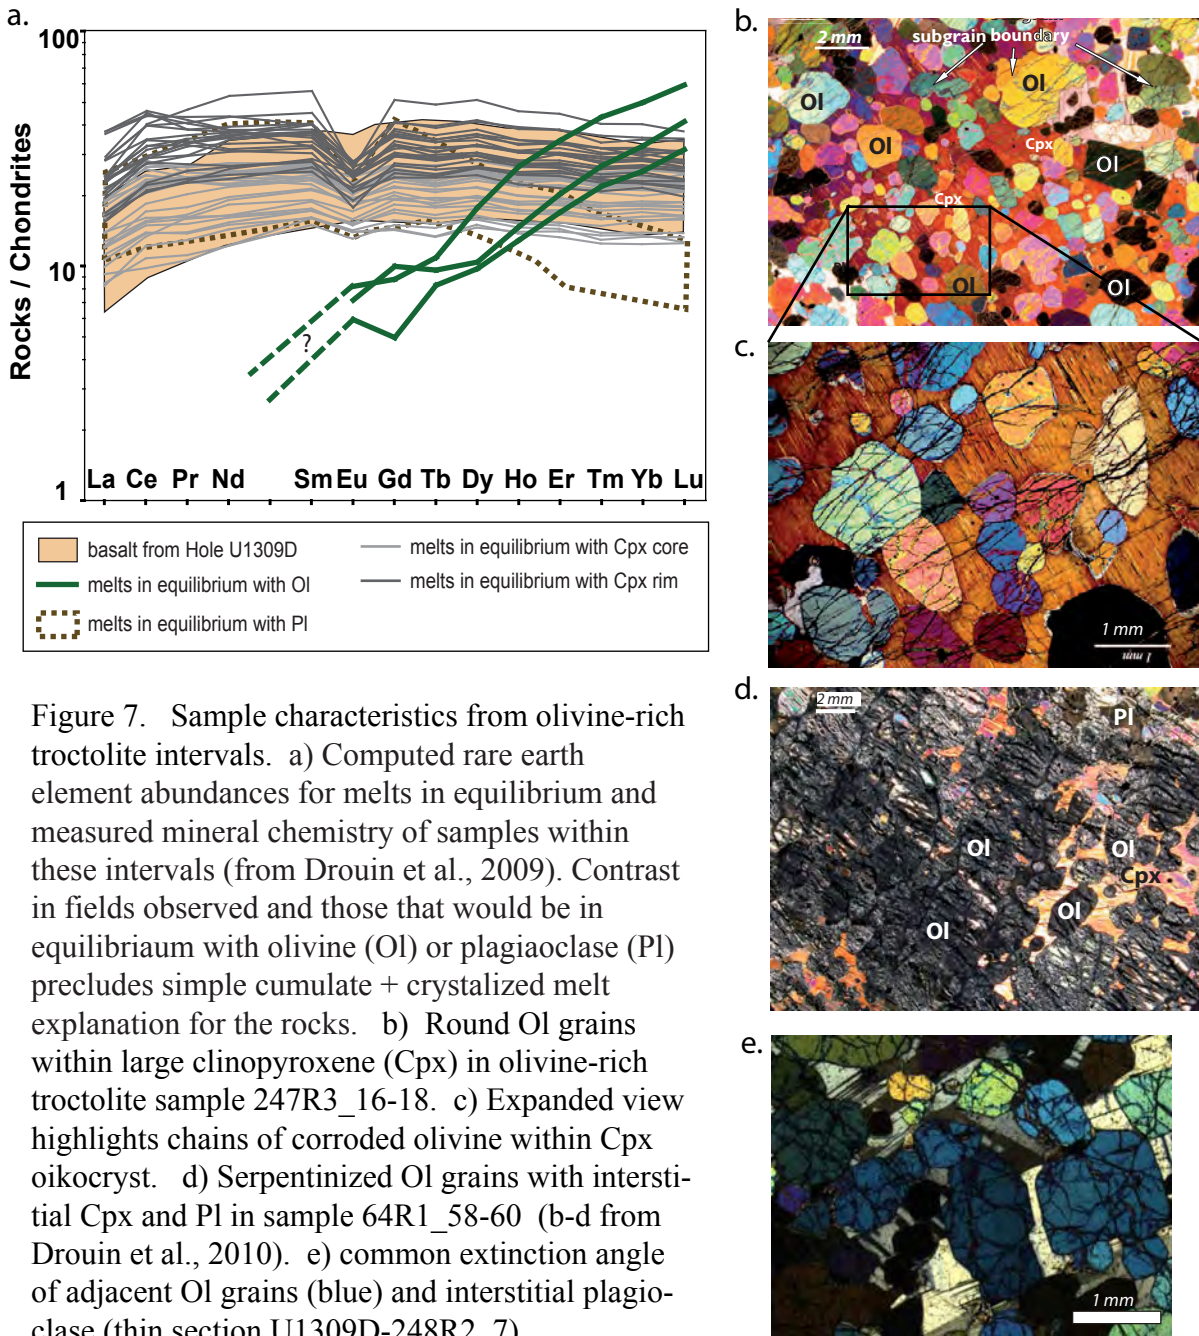 a.
100
10
1
Rocks / Chondrites
?
La Ce Pr Nd Sm Eu Gd Tb Dy Ho Er Tm Yb Lu
basalt from Hole U1309D
melts in equilibrium with Ol
melts in equilibrium with Pl
melts in equilibrium with Cpx core
melts in equilibrium with Cpx rim
Figure 7. Sample characteristics from olivine-rich
troctolite intervals. a) Computed rare earth
element abundances for melts in equilibrium and
measured mineral chemistry of samples within
these intervals (from Drouin et al., 2009). Contrast
in fields observed and those that would be in
equilibriaum with olivine (Ol) or plagiaoclase (Pl)
precludes simple cumulate + crystalized melt
explanation for the rocks. b) Round Ol grains
within large clinopyroxene (Cpx) in olivine-rich
troctolite sample 247R3_16-18. c) Expanded view
highlights chains of corroded olivine within Cpx
oikocryst. d) Serpentinized Ol grains with intersti-
tial Cpx and Pl in sample 64R1_58-60 (b-d from
Drouin et al., 2010). e) common extinction angle
of adjacent Ol grains (blue) and interstitial plagio-
clase (thin section U1309D-248R2_7)
b.
2 mm
subgrain boundary
Ol
Ol
Ol
Cpx
Ol
Cpx
Ol
Ol
c.
1 mm
1 mm
d.
2 mm
Pl
Ol
Ol
Cpx
Ol
Ol
e.
1 mm